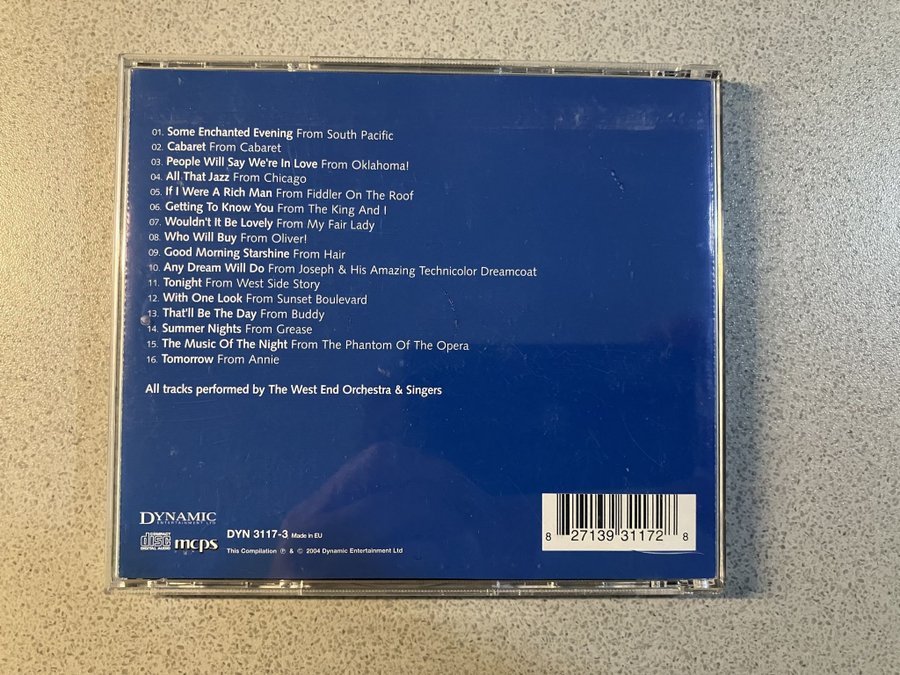 01. Some Enchanted Evening From South Pacific
02. Cabaret From Cabaret
03. People Will Say We're In Love From Oklahoma!
04. All That Jazz From Chicago
05. If I Were A Rich Man From Fiddler On The Roof
06. Getting To Know You From The King And I
07. Wouldn't It Be Lovely From My Fair Lady
08. Who Will Buy From Oliver!
09. Good Morning Starshine From Hair
10. Any Dream Will Do From Joseph & His Amazing Technicolor Dreamcoat
11. Tonight From West Side Story
12. With One Look From Sunset Boulevard
13. That'll Be The Day From Buddy
14. Summer Nights From Grease
15. The Music Of The Night From The Phantom Of The Opera
16. Tomorrow From Annie
All tracks performed by The West End Orchestra & Singers
DYNAMIC
ENTERTAINMENT LTD
COMPACT
disc
DIGITAL AUDIO
mcps
DYN 3117-3 Made in EU
This Compilation ℗ & © 2004 Dynamic Entertainment Ltd
8 27139 31172 8